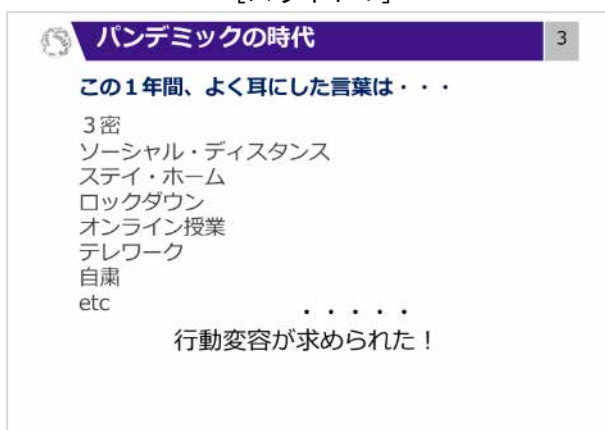 パンデミックの時代
3
この１年間、よく耳にした言葉は・・・
３密
ソーシャル・ディスタンス
ステイ・ホーム
ロックダウン
オンライン授業
テレワーク
自粛
etc
・・・・・
行動変容が求められた！